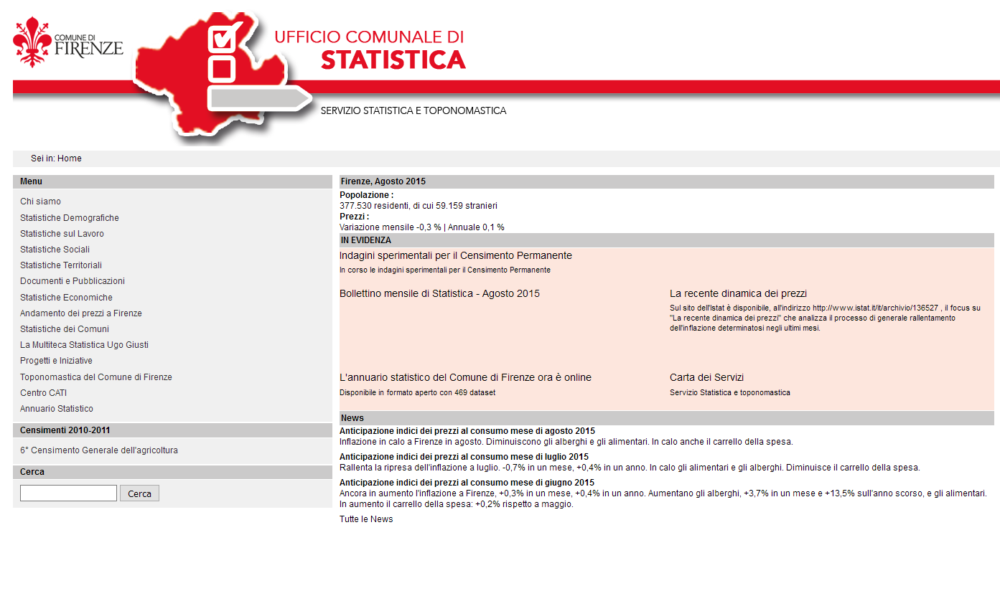 COMUNE DI
FIRENZE
UFFICIO COMUNALE DI
STATISTICA
SERVIZIO STATISTICA E TOPONOMASTICA
Sei in: Home
Menu
Chi siamo
Statistiche Demografiche
Statistiche sul Lavoro
Statistiche Sociali
Statistiche Territoriali
Documenti e Pubblicazioni
Statistiche Economiche
Andamento dei prezzi a Firenze
Statistiche dei Comuni
La Multiteca Statistica Ugo Giusti
Progetti e Iniziative
Toponomastica del Comune di Firenze
Centro CATI
Annuario Statistico
Censimenti 2010-2011
6° Censimento Generale dell'agricoltura
Cerca
Cerca
Firenze, Agosto 2015
Popolazione :
377.530 residenti, di cui 59.159 stranieri
Prezzi :
Variazione mensile -0,3 % | Annuale 0,1 %
IN EVIDENZA
Indagini sperimentali per il Censimento Permanente
In corso le indagini sperimentali per il Censimento Permanente
Bollettino mensile di Statistica - Agosto 2015
La recente dinamica dei prezzi
Sul sito dell'Istat è disponibile, all'indirizzo http://www.istat.it/it/archivio/136527 , il focus su
"La recente dinamica dei prezzi" che analizza il processo di generale rallentamento
dell'inflazione determinatosi negli ultimi mesi.
L'annuario statistico del Comune di Firenze ora è online
Disponibile in formato aperto con 469 dataset
Carta dei Servizi
Servizio Statistica e toponomastica
News
Anticipazione indici dei prezzi al consumo mese di agosto 2015
Inflazione in calo a Firenze in agosto. Diminuiscono gli alberghi e gli alimentari. In calo anche il carrello della spesa.
Anticipazione indici dei prezzi al consumo mese di luglio 2015
Rallenta la ripresa dell'inflazione a luglio. -0,7% in un mese, +0,4% in un anno. In calo gli alimentari e gli alberghi. Diminuisce il carrello della spesa.
Anticipazione indici dei prezzi al consumo mese di giugno 2015
Ancora in aumento l'inflazione a Firenze, +0,3% in un mese, +0,4% in un anno. Aumentano gli alberghi, +3,7% in un mese e +13,5% sull'anno scorso, e gli alimentari.
In aumento il carrello della spesa: +0,2% rispetto a maggio.
Tutte le News